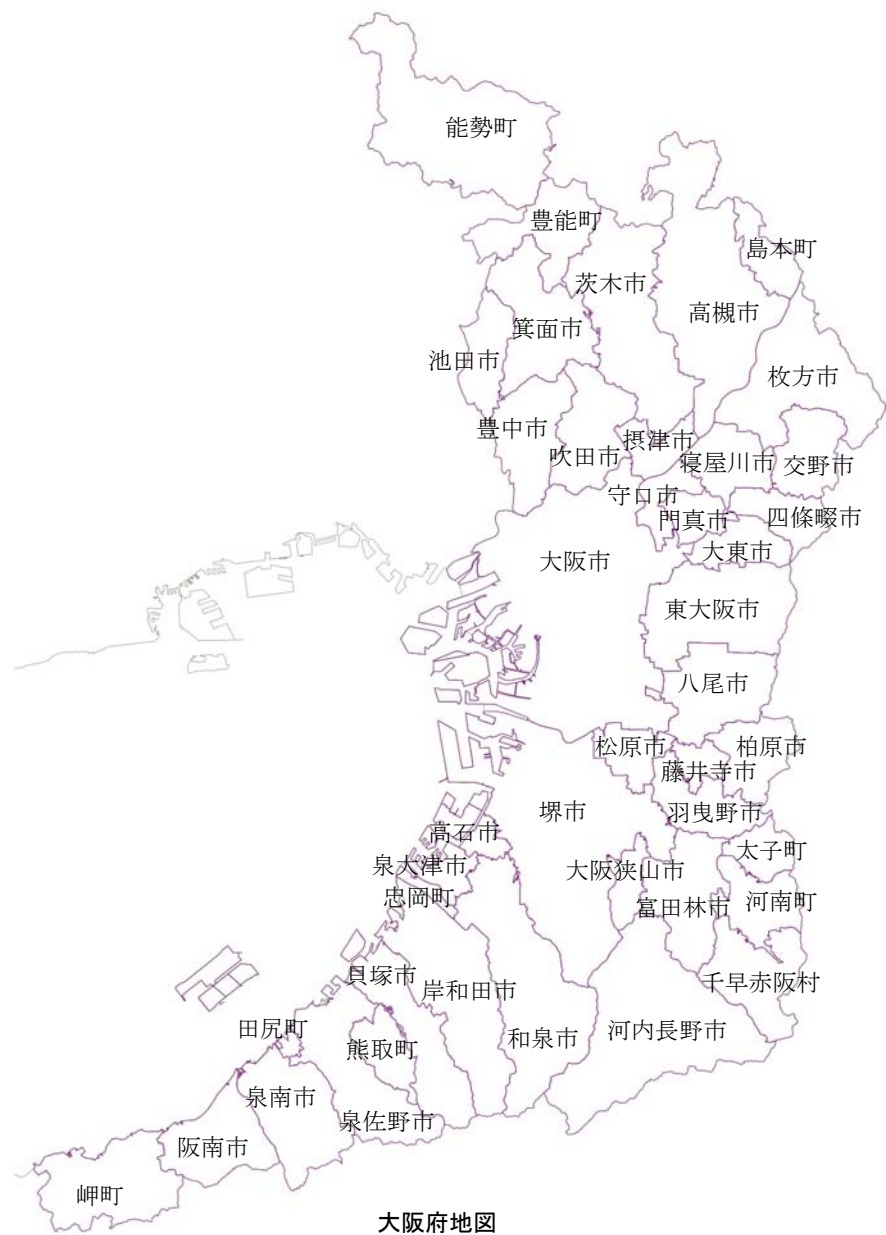 能勢町
豊能町
島本町
茨木市
高槻市
箕面市
池田市
枚方市
豊中市
摂津市
吹田市
寝屋川市
交野市
守口市
門真市
四條畷市
大東市
大阪市
東大阪市
八尾市
松原市
柏原市
藤井寺市
堺市
羽曳野市
高石市
太子町
泉大津市
大阪狭山市
忠岡町
富田林市
河南町
貝塚市
岸和田市
千早赤阪村
田尻町
熊取町
和泉市
河内長野市
泉南市
泉佐野市
阪南市
岬町
大阪府地図